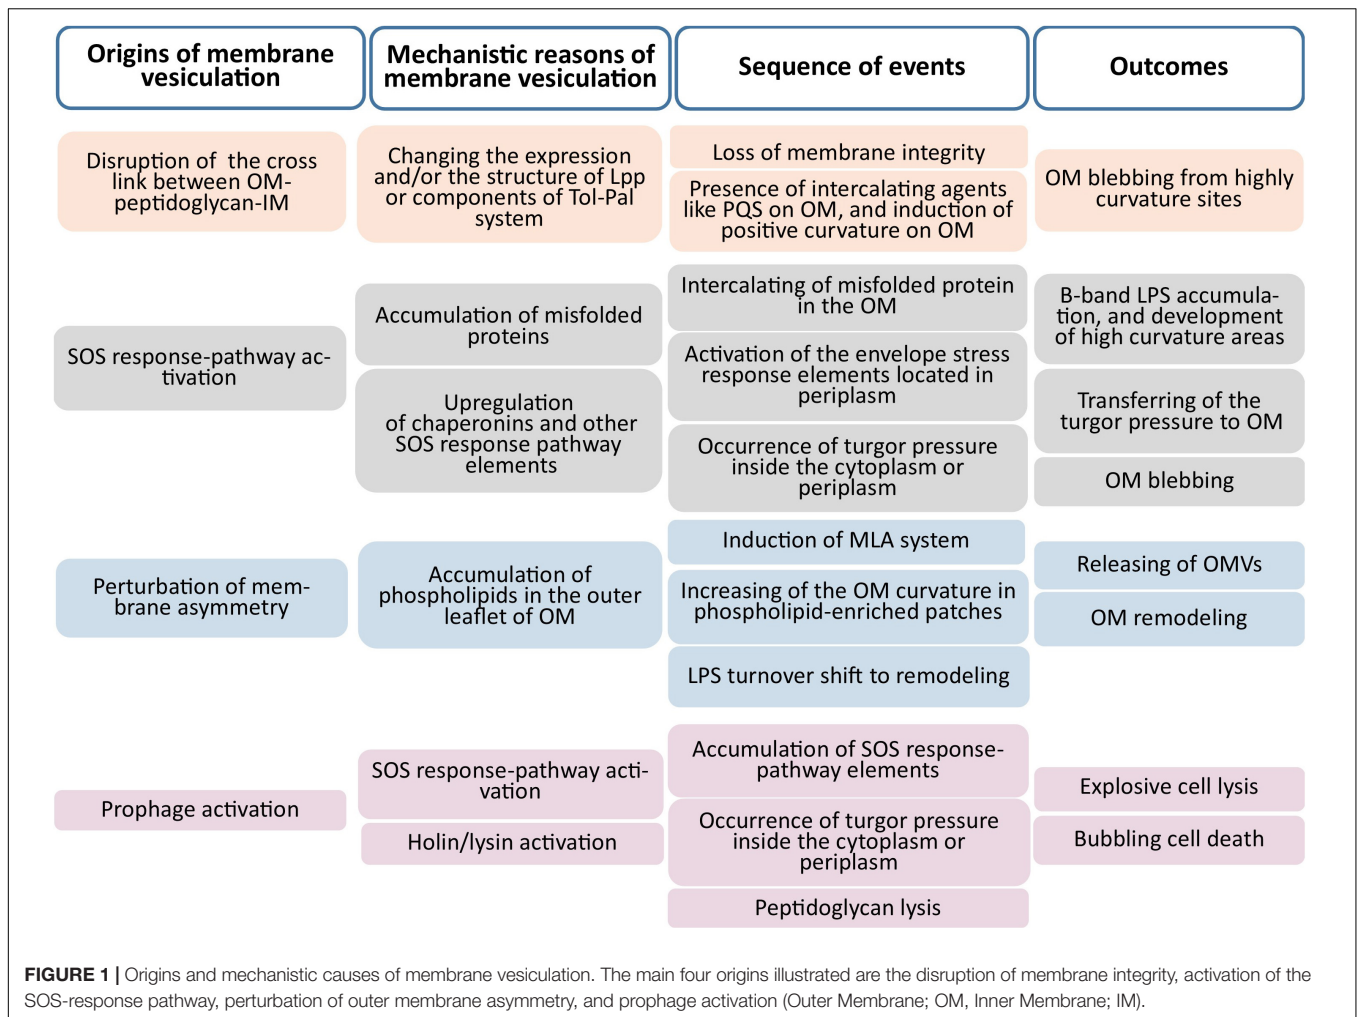 Origins of membrane
vesiculation
Mechanistic reasons of
membrane vesiculation
Sequence of events
Outcomes
Disruption of the cross
link between OM-
peptidoglycan-IM
Changing the expression
and/or the structure of Lpp
or components of Tol-Pal
system
Loss of membrane integrity
Presence of intercalating agents
like PQS on OM, and induction of
positive curvature on OM
OM blebbing from highly
curvature sites
SOS response-pathway ac-
tivation
Accumulation of misfolded
proteins
Upregulation
of chaperonins and other
SOS response pathway
elements
Intercalating of misfolded protein
in the OM
Activation of the envelope stress
response elements located in
periplasm
Occurrence of turgor pressure
inside the cytoplasm or
periplasm
B-band LPS accumula-
tion, and development
of high curvature areas
Transferring of the
turgor pressure to OM
OM blebbing
Perturbation of mem-
brane asymmetry
Accumulation of
phospholipids in the outer
leaflet of OM
Induction of MLA system
Increasing of the OM curvature in
phospholipid-enriched patches
LPS turnover shift to remodeling
Releasing of OMVs
OM remodeling
Prophage activation
SOS response-pathway acti-
vation
Holin/lysin activation
Accumulation of SOS response-
pathway elements
Occurrence of turgor pressure
inside the cytoplasm or
periplasm
Peptidoglycan lysis
Explosive cell lysis
Bubbling cell death
FIGURE 1 | Origins and mechanistic causes of membrane vesiculation. The main four origins illustrated are the disruption of membrane integrity, activation of the
SOS-response pathway, perturbation of outer membrane asymmetry, and prophage activation (Outer Membrane; OM, Inner Membrane; IM).